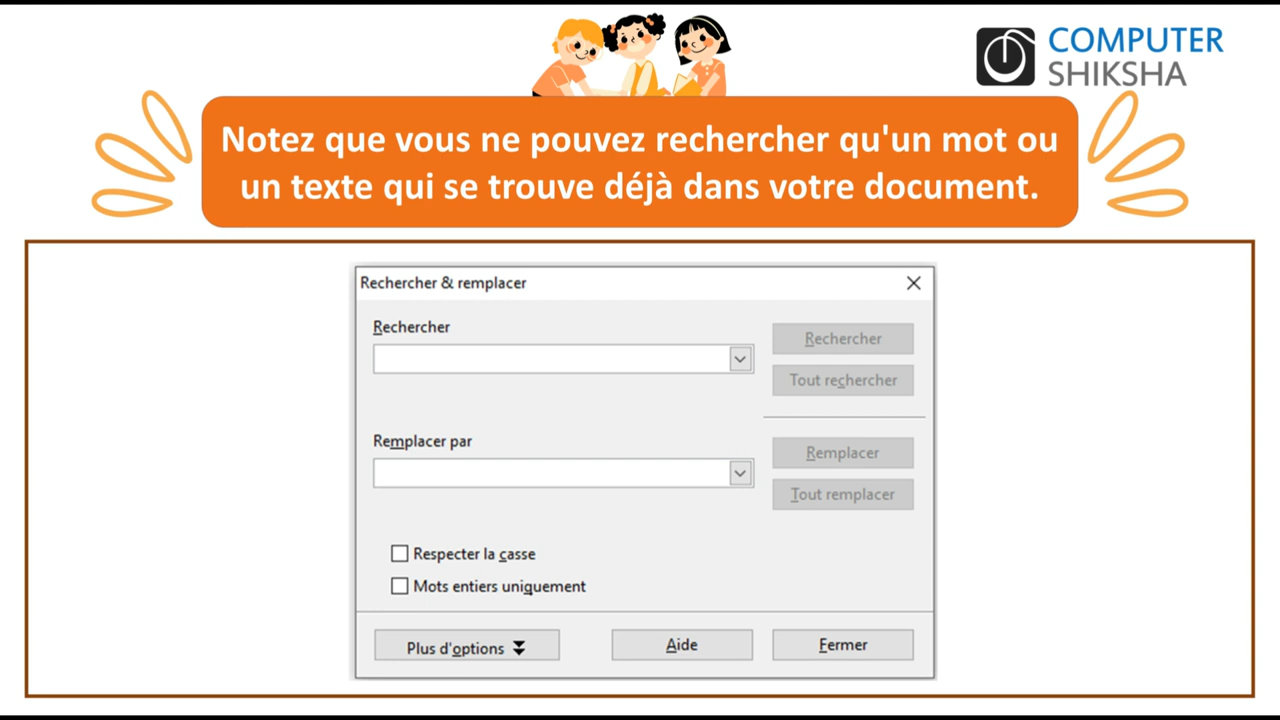 COMPUTER
SHIKSHA
Notez que vous ne pouvez rechercher qu'un mot ou
un texte qui se trouve déjà dans votre document.
Rechercher & remplacer
Rechercher
Rechercher
Tout rechercher
Remplacer par
Remplacer
Tout remplacer
Respecter la casse
Mots entiers uniquement
Plus d'options
Aide
Fermer